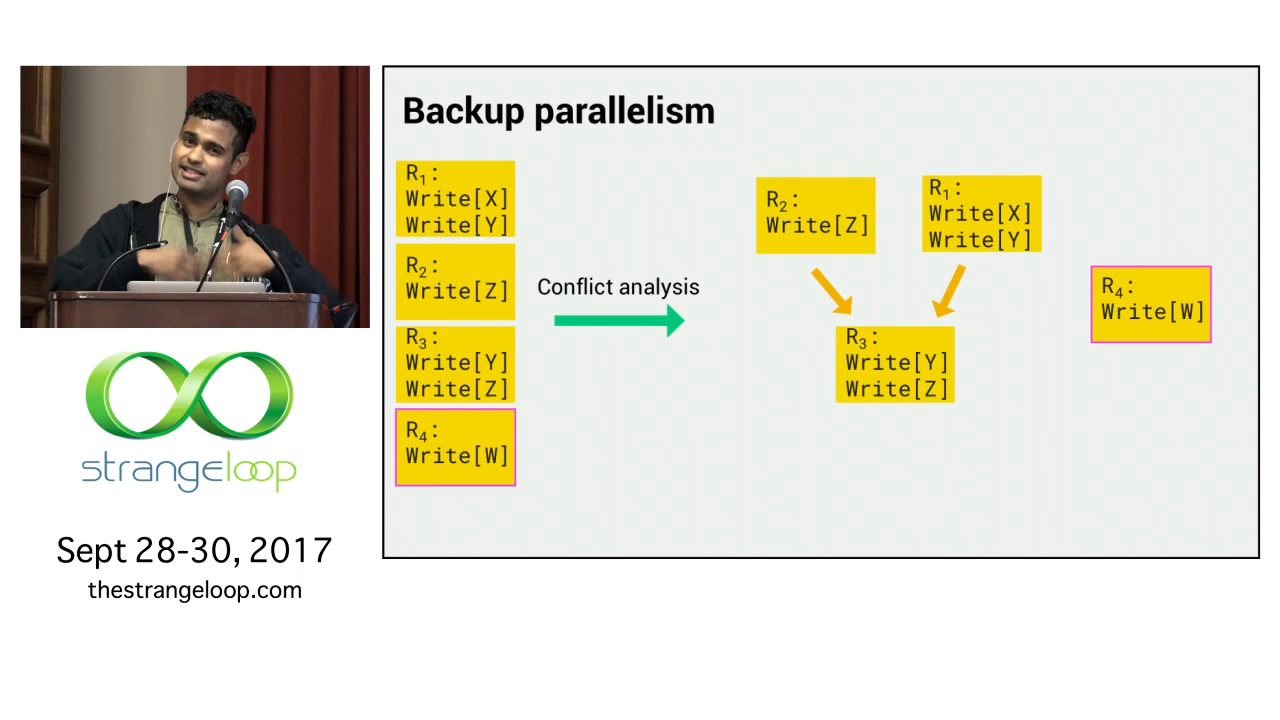 Backup parallelism
R₁:
Write[X]
Write[Y]
R₂:
Write[Z]
R₃:
Write[Y]
Write[Z]
R₄:
Write[W]
Conflict analysis
R₂:
Write[Z]
R₁:
Write[X]
Write[Y]
R₃:
Write[Y]
Write[Z]
R₄:
Write[W]
strangeloop
Sept 28-30, 2017
thestrangeloop.com